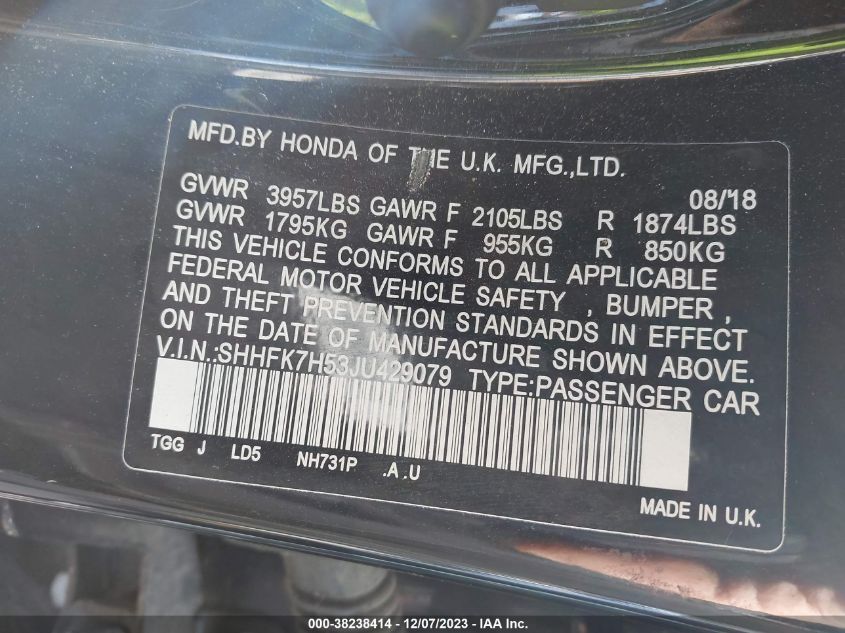 MFD.BY HONDA OF THE U.K. MFG.,LTD.
08/'18
GVWR 3957LBS GAWR F 2105LBS R 1874LBS
GVWR 1795KG GAWR F 955KG R 850KG
THIS VEHICLE CONFORMS TO ALL APPLICABLE
FEDERAL MOTOR VEHICLE SAFETY , BUMPER ,
AND THEFT PREVENTION STANDARDS IN EFFECT
ON THE DATE OF MANUFACTURE SHOWN ABOVE.
V.I.N.:SHHFK7H53JU429079 TYPE:PASSENGER CAR
TGG J LD5 NH731P .A .U
MADE IN U.K.
000-38238414 - 12/07/2023 - IAA Inc.